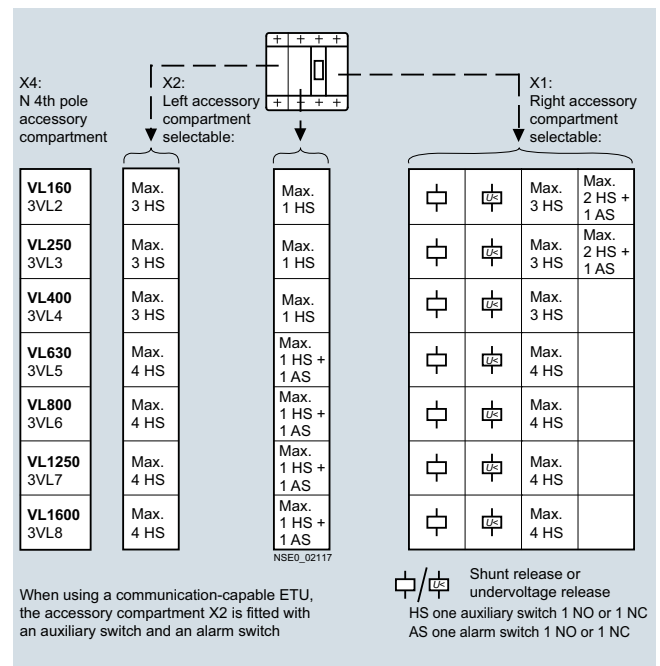 X4:
N 4th pole
accessory
compartment
X2:
Left accessory
compartment
selectable:
X1:
Right accessory
compartment
selectable:
VL160
3VL2
Max.
3 HS
Max.
1 HS
U<
Max.
3 HS
Max.
2 HS +
1 AS
VL250
3VL3
Max.
3 HS
Max.
1 HS
U<
Max.
3 HS
Max.
2 HS +
1 AS
VL400
3VL4
Max.
3 HS
Max.
1 HS
U<
Max.
3 HS
VL630
3VL5
Max.
4 HS
Max.
1 HS +
1 AS
U<
Max.
4 HS
VL800
3VL6
Max.
4 HS
Max.
1 HS +
1 AS
U<
Max.
4 HS
VL1250
3VL7
Max.
4 HS
Max.
1 HS +
1 AS
U<
Max.
4 HS
VL1600
3VL8
Max.
4 HS
Max.
1 HS +
1 AS
U<
Max.
4 HS
NSE0_02117
When using a communication-capable ETU,
the accessory compartment X2 is fitted with
an auxiliary switch and an alarm switch
U<
Shunt release or
undervoltage release
HS one auxiliary switch 1 NO or 1 NC
AS one alarm switch 1 NO or 1 NC